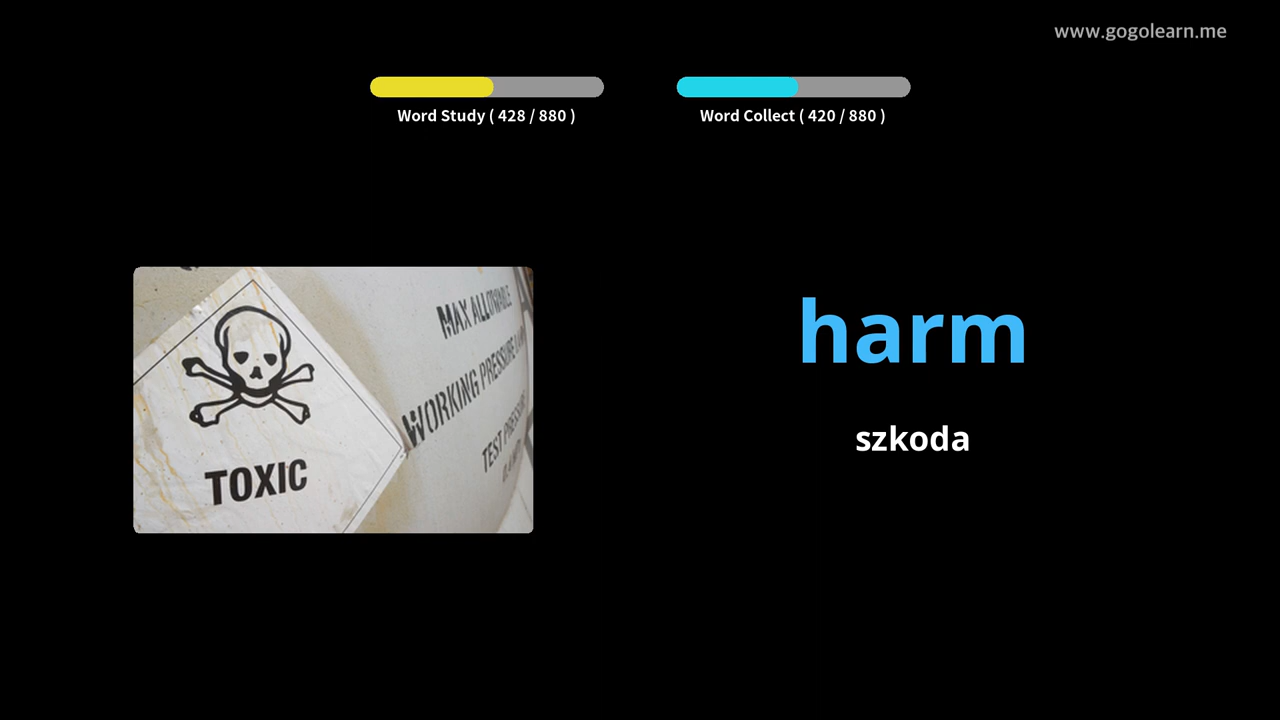 www.gogolearn.me
Word Study ( 428 / 880 )
Word Collect ( 420 / 880 )
MAX ALLOWABLE
WORKING PRESSURE
TEST PRESSURE
TOXIC
harm
szkoda